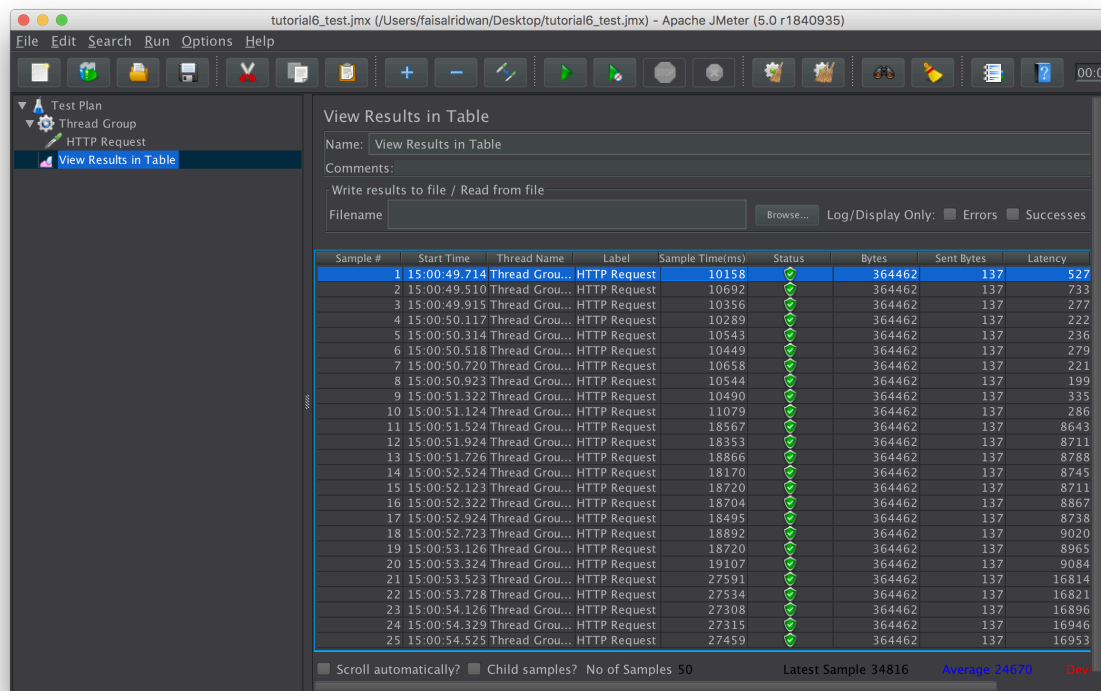 tutorial6_test.jmx (/Users/faisalridwan/Desktop/tutorial6_test.jmx) - Apache JMeter (5.0 r1840935)
File Edit Search Run Options Help
STOP
Test Plan
Thread Group
HTTP Request
View Results in Table
View Results in Table
Name: View Results in Table
Comments:
Write results to file / Read from file
Filename Browse... Log/Display Only: Errors Successes
Sample # Start Time Thread Name Label Sample Time(ms) Status Bytes Sent Bytes Latency
1 15:00:49.714 Thread Grou... HTTP Request 10158 364462 137 527
2 15:00:49.510 Thread Grou... HTTP Request 10692 364462 137 733
3 15:00:49.915 Thread Grou... HTTP Request 10356 364462 137 277
4 15:00:50.117 Thread Grou... HTTP Request 10289 364462 137 222
5 15:00:50.314 Thread Grou... HTTP Request 10543 364462 137 236
6 15:00:50.518 Thread Grou... HTTP Request 10449 364462 137 279
7 15:00:50.720 Thread Grou... HTTP Request 10658 364462 137 221
8 15:00:50.923 Thread Grou... HTTP Request 10544 364462 137 199
9 15:00:51.322 Thread Grou... HTTP Request 10490 364462 137 335
10 15:00:51.124 Thread Grou... HTTP Request 11079 364462 137 286
11 15:00:51.524 Thread Grou... HTTP Request 18567 364462 137 8643
12 15:00:51.924 Thread Grou... HTTP Request 18353 364462 137 8711
13 15:00:51.726 Thread Grou... HTTP Request 18866 364462 137 8788
14 15:00:52.524 Thread Grou... HTTP Request 18170 364462 137 8745
15 15:00:52.123 Thread Grou... HTTP Request 18720 364462 137 8711
16 15:00:52.322 Thread Grou... HTTP Request 18704 364462 137 8867
17 15:00:52.924 Thread Grou... HTTP Request 18495 364462 137 8738
18 15:00:52.723 Thread Grou... HTTP Request 18892 364462 137 9020
19 15:00:53.126 Thread Grou... HTTP Request 18720 364462 137 8965
20 15:00:53.324 Thread Grou... HTTP Request 19107 364462 137 9084
21 15:00:53.523 Thread Grou... HTTP Request 27591 364462 137 16814
22 15:00:53.728 Thread Grou... HTTP Request 27534 364462 137 16821
23 15:00:54.126 Thread Grou... HTTP Request 27308 364462 137 16896
24 15:00:54.329 Thread Grou... HTTP Request 27315 364462 137 16946
25 15:00:54.525 Thread Grou... HTTP Request 27459 364462 137 16953
Scroll automatically? Child samples? No of Samples 50 Latest Sample 34816 Average 24670